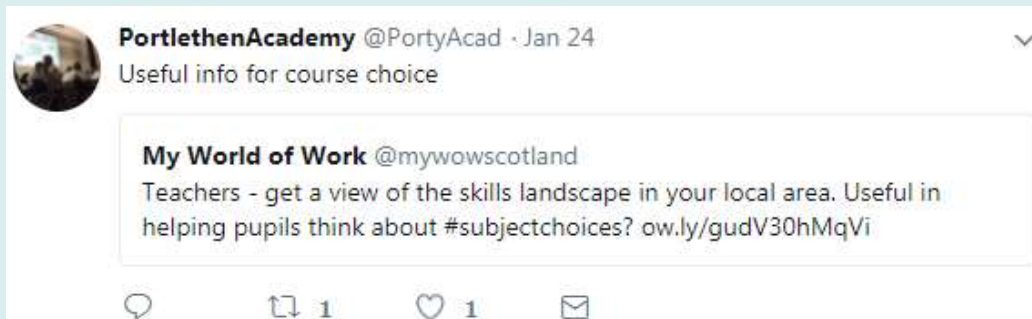 PortlethenAcademy @PortyAcad · Jan 24
Useful info for course choice
My World of Work @mywowscotland
Teachers - get a view of the skills landscape in your local area. Useful in
helping pupils think about #subjectchoices? ow.ly/gudV30hMqVi
1 1